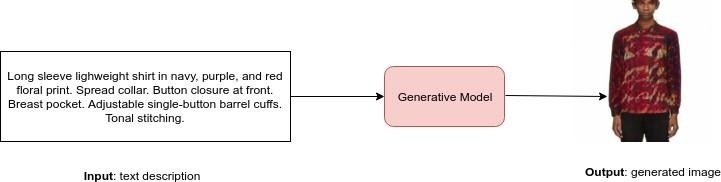 Long sleeve lighweight shirt in navy, purple, and red
floral print. Spread collar. Button closure at front.
Breast pocket. Adjustable single-button barrel cuffs.
Tonal stitching.
Generative Model
Input: text description
Output: generated image